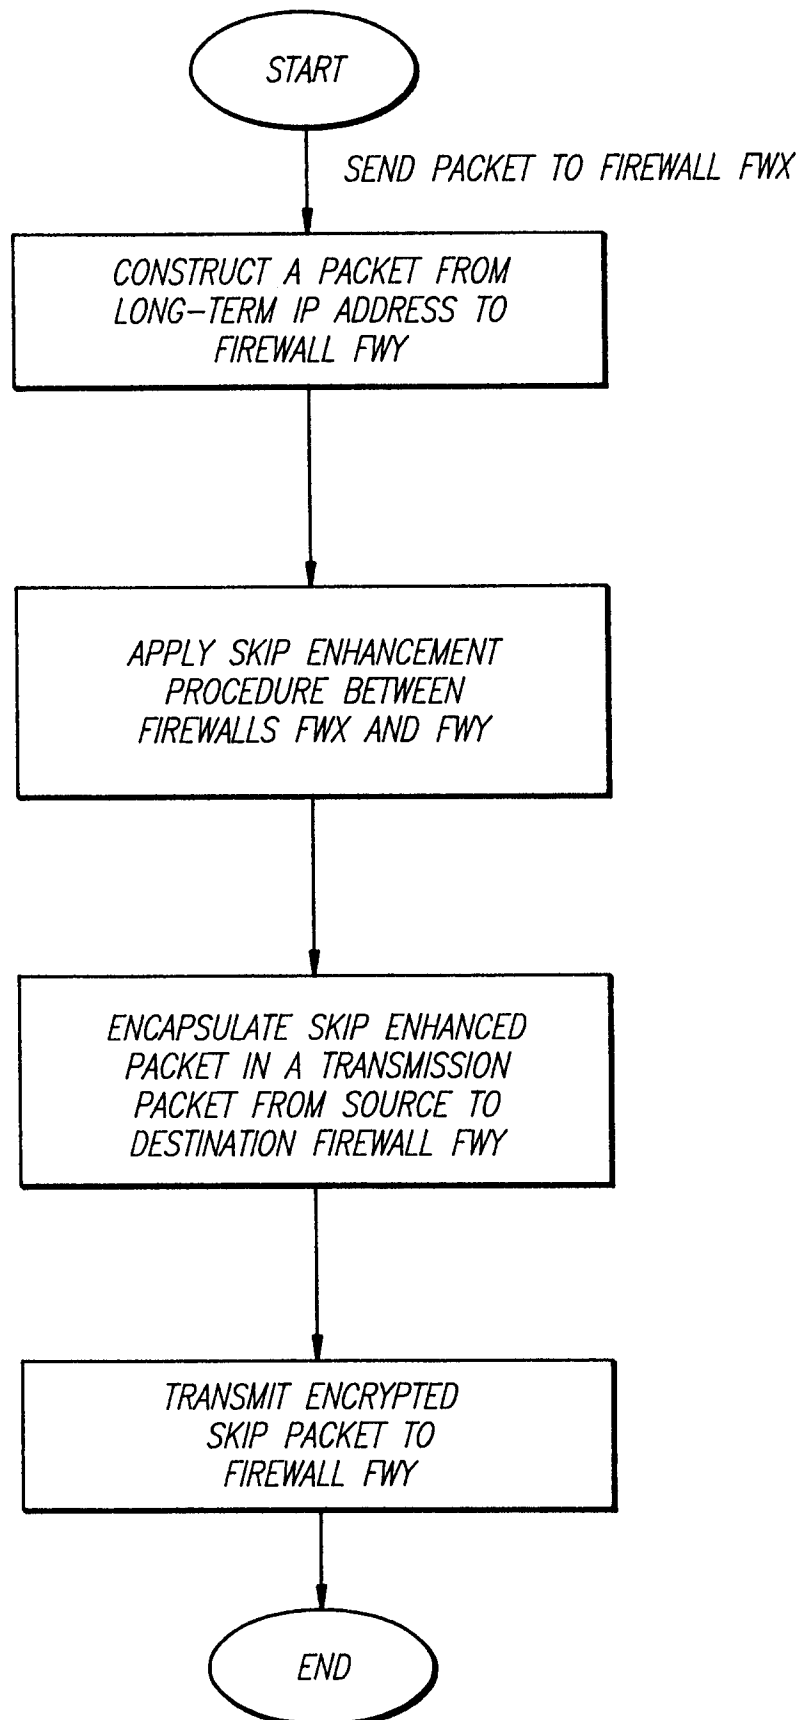 START
SEND PACKET TO FIREWALL FWX
CONSTRUCT A PACKET FROM
LONG-TERM IP ADDRESS TO
FIREWALL FWY
APPLY SKIP ENHANCEMENT
PROCEDURE BETWEEN
FIREWALLS FWX AND FWY
ENCAPSULATE SKIP ENHANCED
PACKET IN A TRANSMISSION
PACKET FROM SOURCE TO
DESTINATION FIREWALL FWY
TRANSMIT ENCRYPTED
SKIP PACKET TO
FIREWALL FWY
END